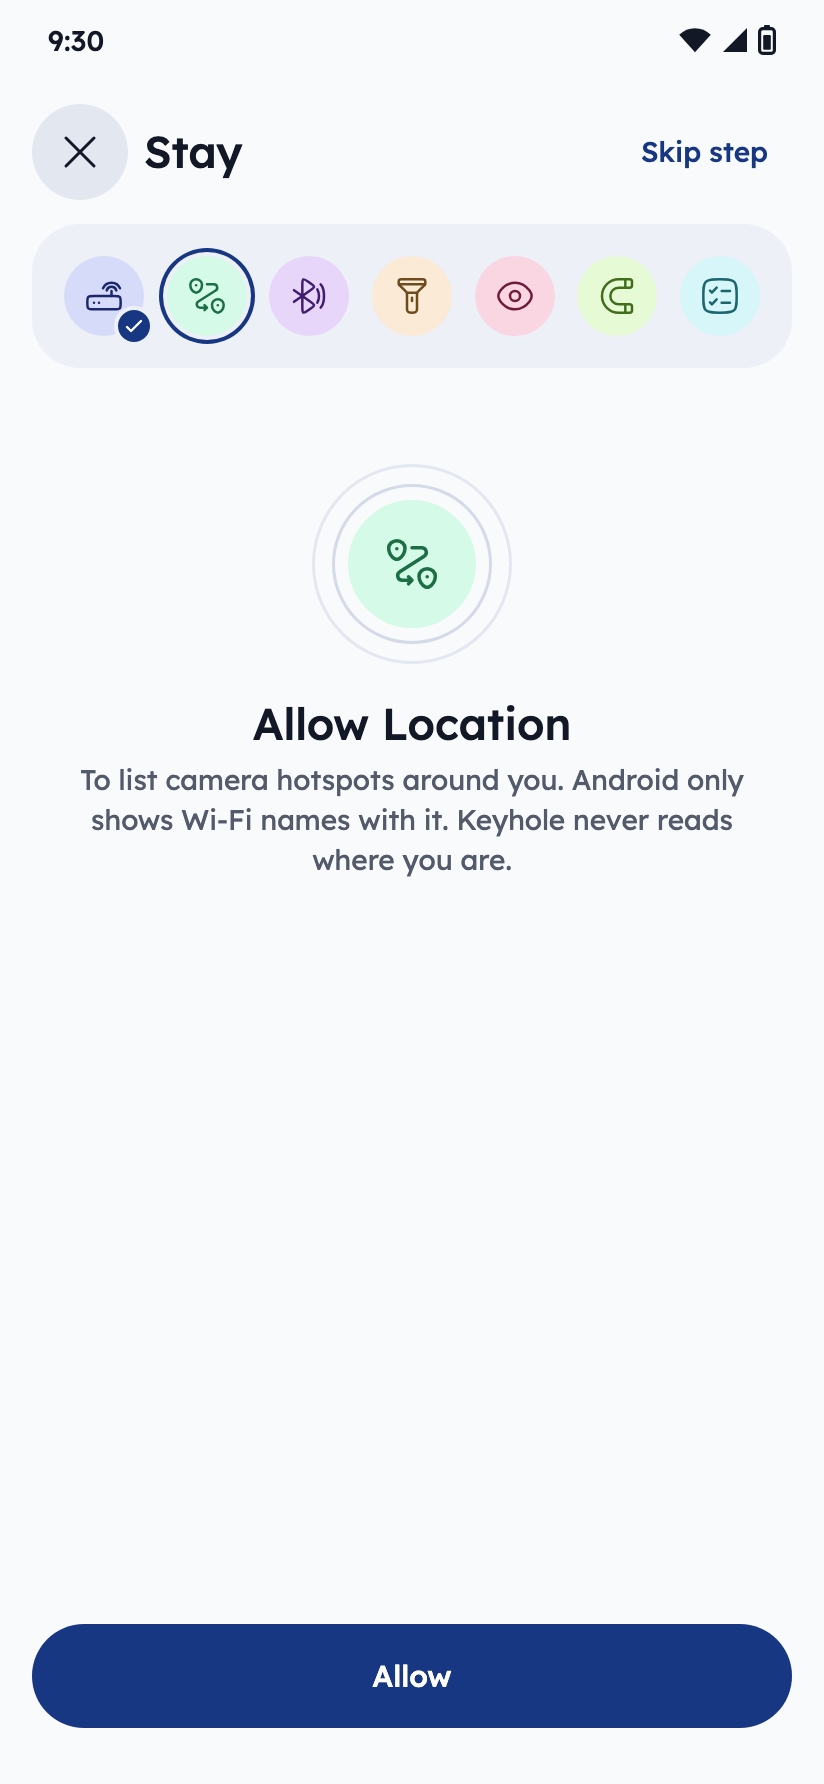 9:30
Stay
Skip step
Allow Location
To list camera hotspots around you. Android only
shows Wi-Fi names with it. Keyhole never reads
where you are.
Allow